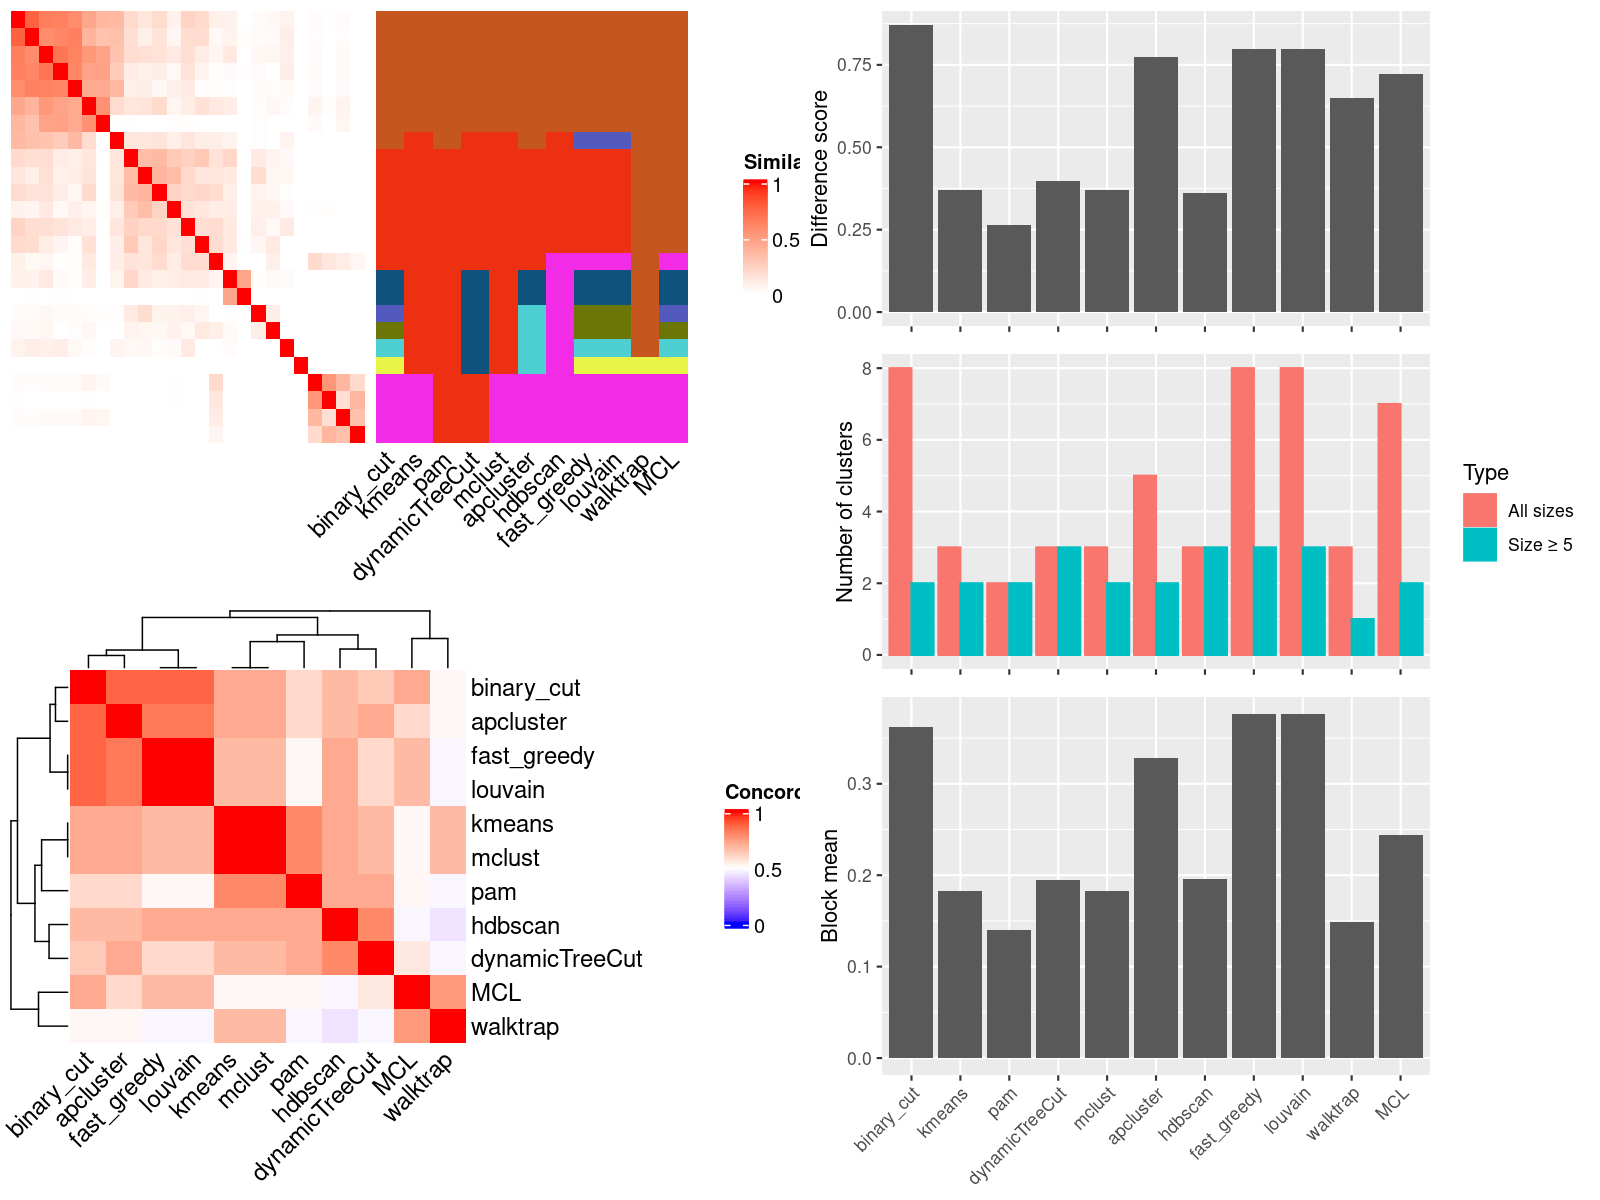 Simila
1
0.5
0
binary_cut
kmeans
pam
dynamicTreeCut
mclust
apcluster
hdbscan
fast_greedy
louvain
walktrap
MCL
binary_cut
apcluster
fast_greedy
louvain
kmeans
mclust
pam
hdbscan
dynamicTreeCut
MCL
walktrap
Concord
1
0.5
0
binary_cut
apcluster
fast_greedy
louvain
kmeans
mclust
pam
hdbscan
dynamicTreeCut
MCL
walktrap
Difference score
0.75
0.50
0.25
0.00
Number of clusters
8
6
4
2
0
Type
All sizes
Size ≥ 5
Block mean
0.3
0.2
0.1
0.0
binary_cut
kmeans
pam
dynamicTreeCut
mclust
apcluster
hdbscan
fast_greedy
louvain
walktrap
MCL